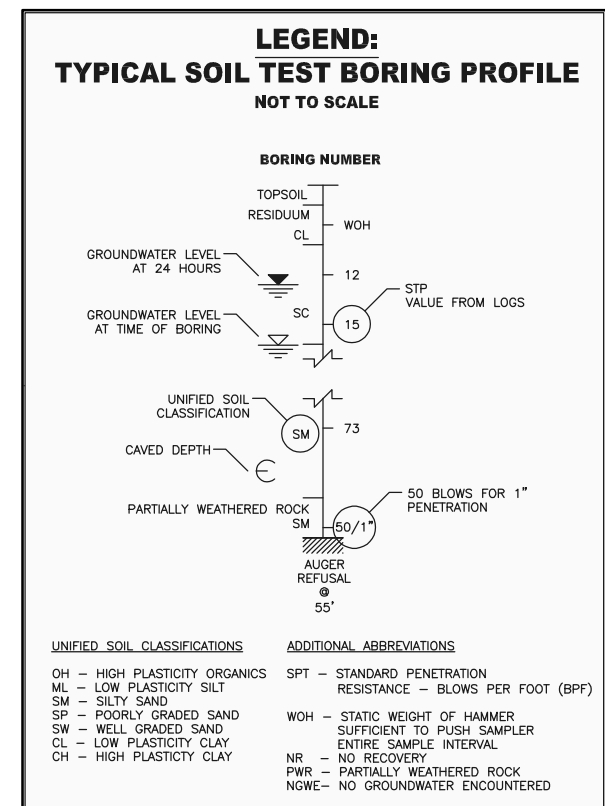 LEGEND:
TYPICAL SOIL TEST BORING PROFILE
NOT TO SCALE
BORING NUMBER
TOPSOIL
RESIDUUM
WOH
CL
GROUNDWATER LEVEL
AT 24 HOURS
12
STP
VALUE FROM LOGS
SC
15
GROUNDWATER LEVEL
AT TIME OF BORING
UNIFIED SOIL
CLASSIFICATION
SM
73
CAVED DEPTH
50 BLOWS FOR 1"
PENETRATION
PARTIALLY WEATHERED ROCK
SM
50/1"
AUGER
REFUSAL
@
55'
UNIFIED SOIL CLASSIFICATIONS
OH – HIGH PLASTICITY ORGANICS
ML – LOW PLASTICITY SILT
SM – SILTY SAND
SP – POORLY GRADED SAND
SW – WELL GRADED SAND
CL – LOW PLASTICITY CLAY
CH – HIGH PLASTICTY CLAY
ADDITIONAL ABBREVIATIONS
SPT – STANDARD PENETRATION
RESISTANCE – BLOWS PER FOOT (BPF)
WOH – STATIC WEIGHT OF HAMMER
SUFFICIENT TO PUSH SAMPLER
ENTIRE SAMPLE INTERVAL
NR – NO RECOVERY
PWR – PARTIALLY WEATHERED ROCK
NGWE– NO GROUNDWATER ENCOUNTERED